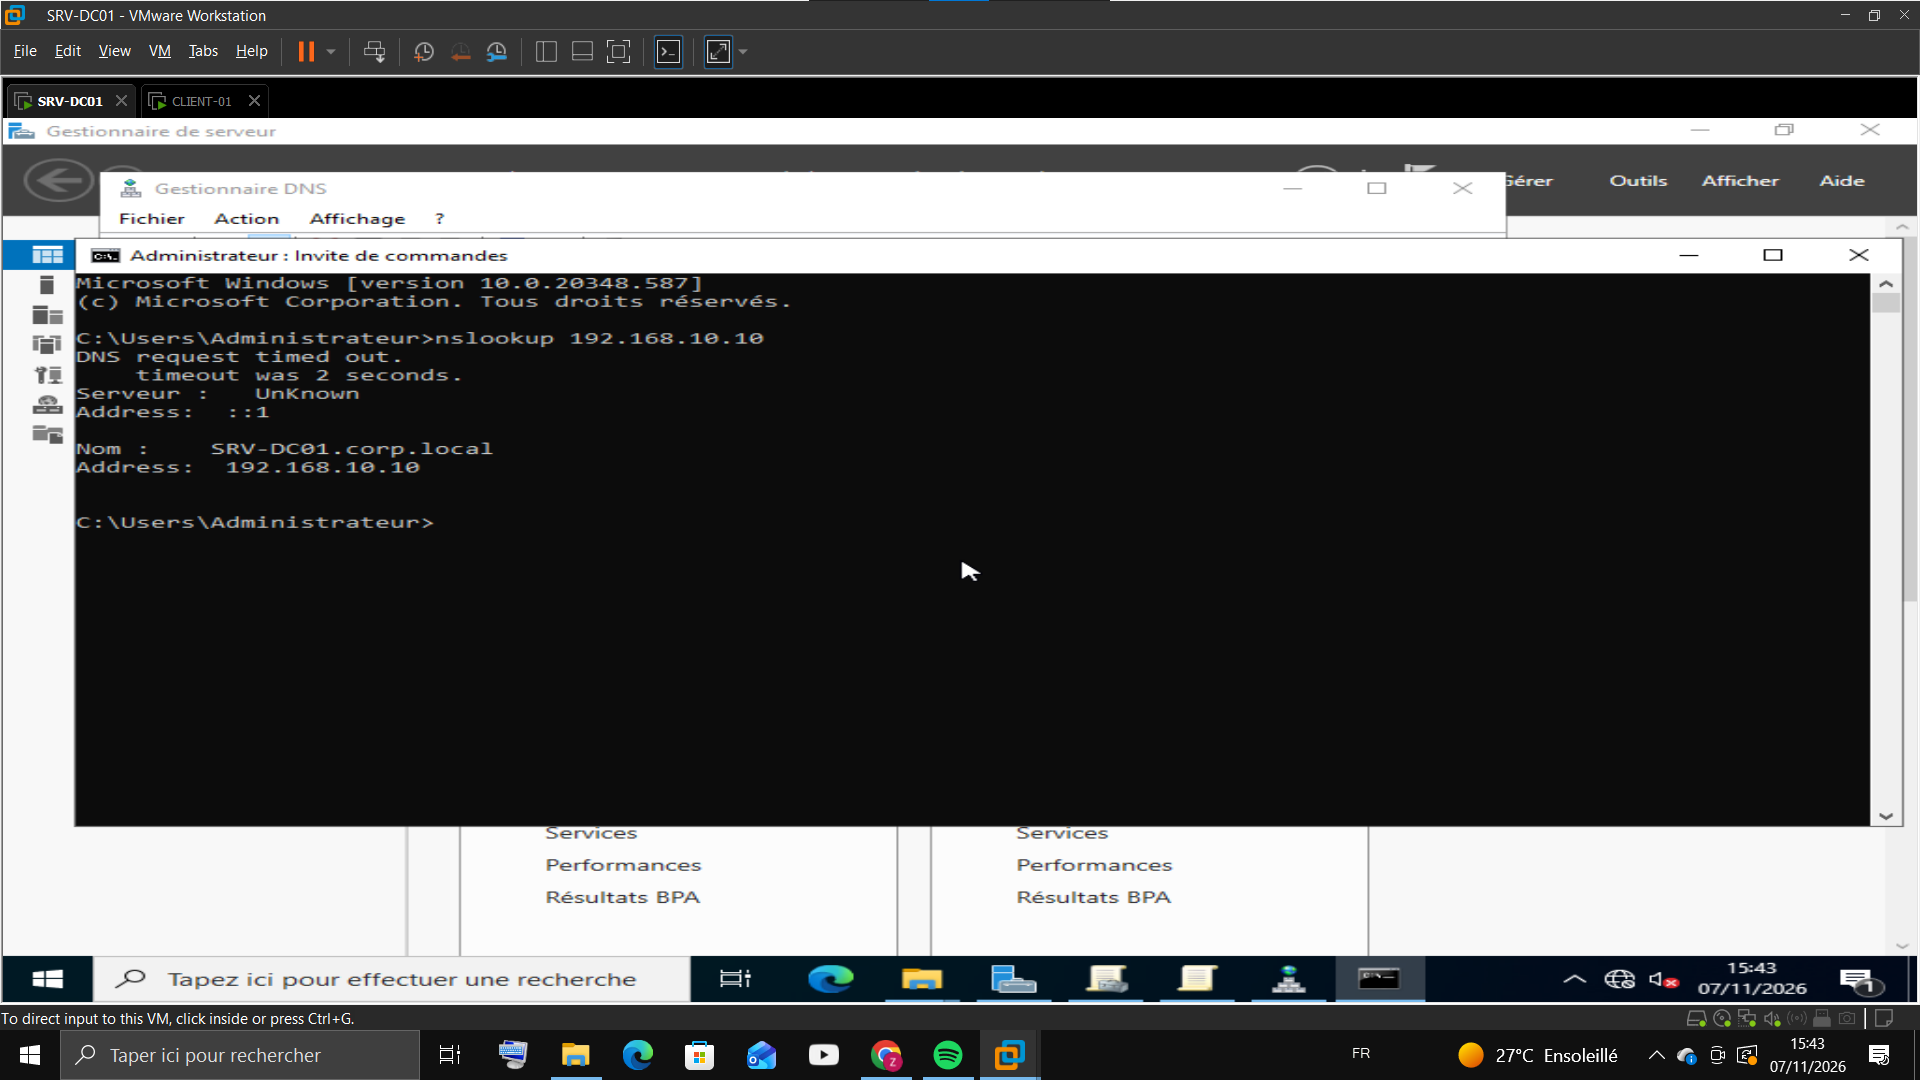 SRV-DC01 - VMware Workstation
File Edit View VM Tabs Help
SRV-DC01 CLIENT-01
Gestionnaire de serveur
Gérer Outils Afficher Aide
Gestionnaire DNS
Fichier Action Affichage ?
Administrateur : Invite de commandes
Microsoft Windows [version 10.0.20348.587]
(c) Microsoft Corporation. Tous droits réservés.
C:\Users\Administrateur>nslookup 192.168.10.10
DNS request timed out.
timeout was 2 seconds.
Serveur : UnKnown
Address: ::1
Nom : SRV-DC01.corp.local
Address: 192.168.10.10
C:\Users\Administrateur>
Services Services
Performances Performances
Résultats BPA Résultats BPA
Tapez ici pour effectuer une recherche
15:43
07/11/2026
1
To direct input to this VM, click inside or press Ctrl+G.
Taper ici pour rechercher
FR
27°C Ensoleillé
15:43
07/11/2026